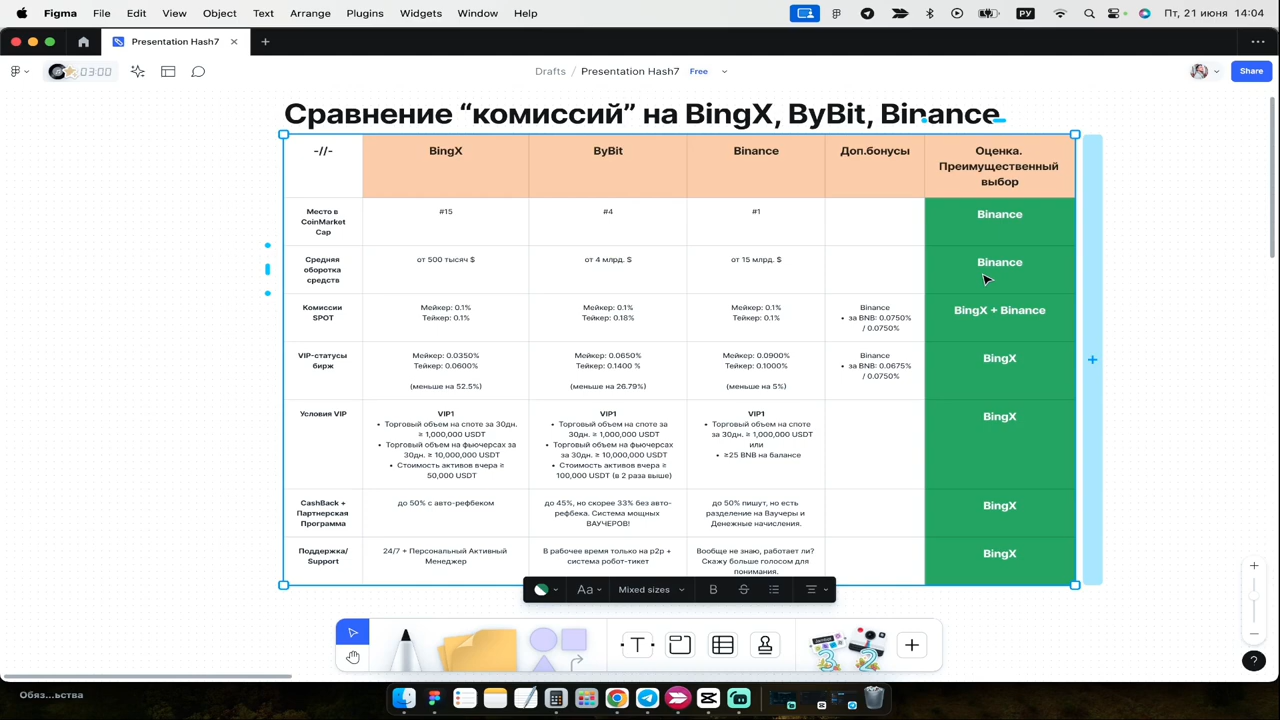 Figma File Edit View Object Text Arrange Plugins Widgets Window Help РУ Пт, 21 июня 14:04
Presentation Hash7
03:00 Drafts / Presentation Hash7 Free Share
Сравнение “комиссий” на BingX, ByBit, Binance
-//- BingX ByBit Binance Доп.бонусы Оценка.
Преимущественный
выбор
Место в
CoinMarket
Cap
#15 #4 #1 Binance
Средняя
оборотка
средств
от 500 тысяч $ от 4 млрд. $ от 15 млрд. $ Binance
Комиссии
SPOT
Мейкер: 0.1%
Тейкер: 0.1%
Мейкер: 0.1%
Тейкер: 0.18%
Мейкер: 0.1%
Тейкер: 0.1%
Binance
• за BNB: 0.0750%
/ 0.0750%
BingX + Binance
VIP-статусы
бирж
Мейкер: 0.0350%
Тейкер: 0.0600%
(меньше на 52.5%)
Мейкер: 0.0650%
Тейкер: 0.1400 %
(меньше на 26.79%)
Мейкер: 0.0900%
Тейкер: 0.1000%
(меньше на 5%)
Binance
• за BNB: 0.0675%
/ 0.0750%
BingX
Условия VIP
VIP1
• Торговый объем на споте за 30дн.
≥ 1,000,000 USDT
• Торговый объем на фьючерсах за
30дн. ≥ 10,000,000 USDT
• Стоимость активов вчера ≥
50,000 USDT
VIP1
• Торговый объем на споте за
30дн. ≥ 1,000,000 USDT
• Торговый объем на фьючерсах
за 30дн. ≥ 10,000,000 USDT
• Стоимость активов вчера ≥
100,000 USDT (в 2 раза выше)
VIP1
• Торговый объем на споте
за 30дн. ≥ 1,000,000 USDT
или
• ≥25 BNB на балансе
BingX
CashBack +
Партнерская
Программа
до 50% с авто-рефбеком
до 45%, но скорее 33% без авто-
рефбека. Система мощных
ВАУЧЕРОВ!
до 50% пишут, но есть
разделение на Ваучеры и
Денежные начисления.
BingX
Поддержка/
Support
24/7 + Персональный Активный
Менеджер
В рабочее время только на p2p +
система робот-тикет
Вообще не знаю, работает ли?
Скажу больше голосом для
понимания.
BingX
Aa Mixed sizes B S
T
Обяз...ьства